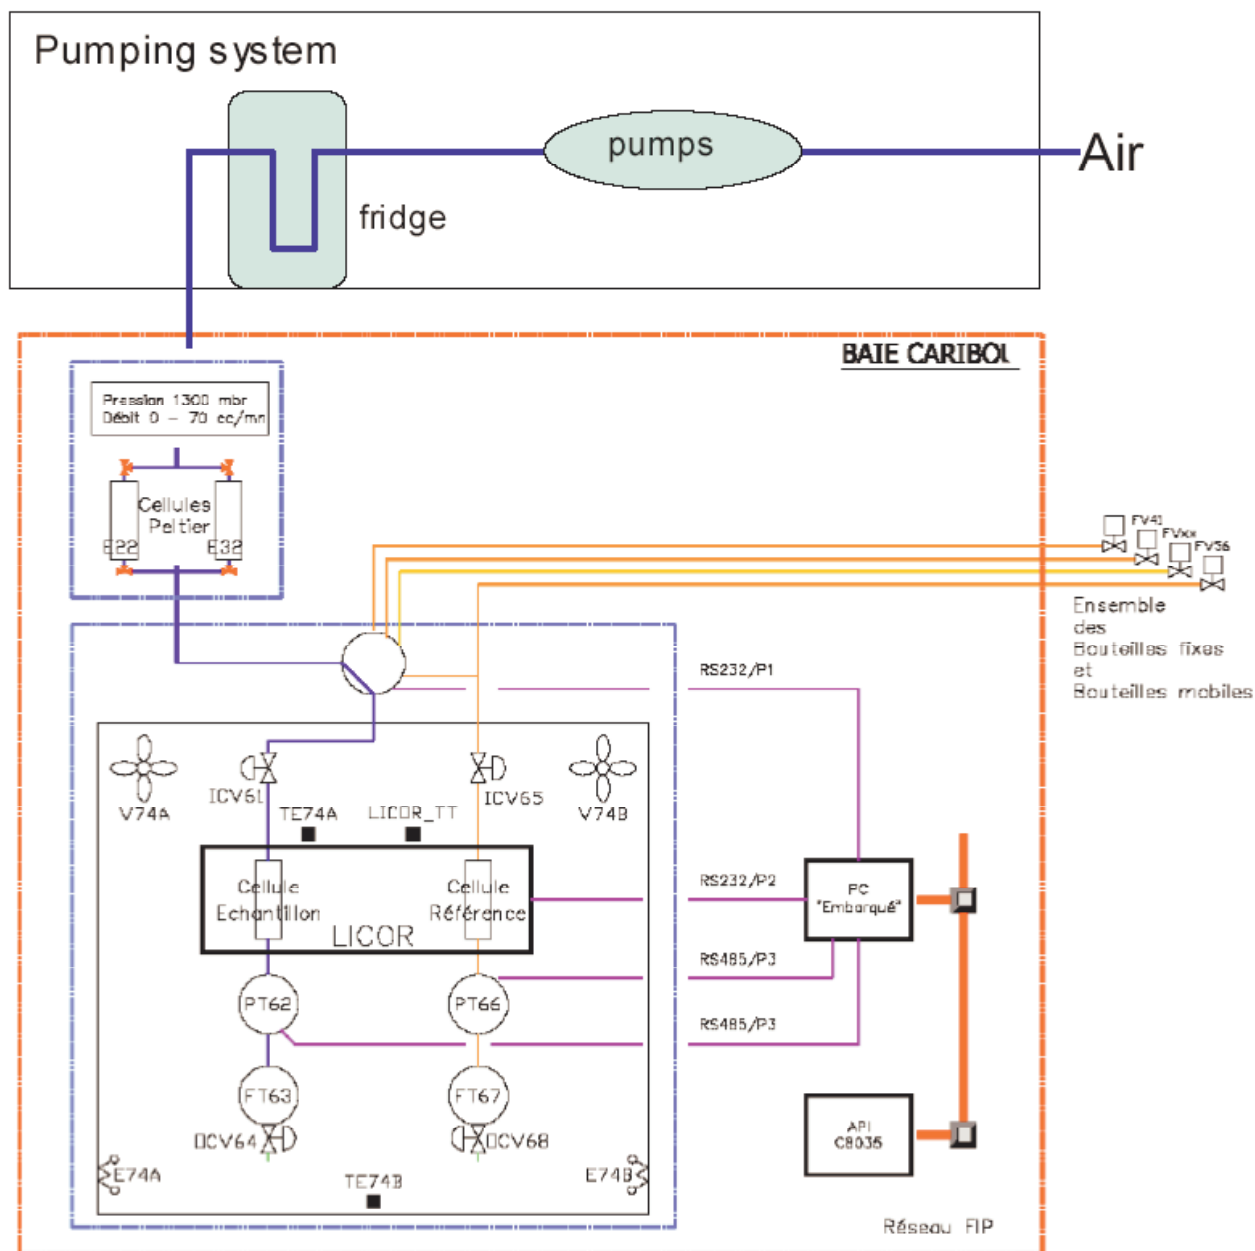 Pumping system
pumps
Air
fridge
BAIE CARIBOL
Pression 1300 mbr
Débit 0 - 70 cc/mn
Cellules
Peltier
E22
E32
FV41
FVxx
FV56
Ensemble
des
Bouteilles fixes
et
Bouteilles mobiles
RS232/P1
V74A
ICV61
TE74A
LICOR_TT
ICV65
V74B
Cellule
Echantillon
Cellule
Référence
LICOR
RS232/P2
PC
"Embarqué"
RS485/P3
PT62
PT66
RS485/P3
FT63
FT67
OCV64
OCV68
API
C8035
E74A
TE74B
E74B
Réseau FIP